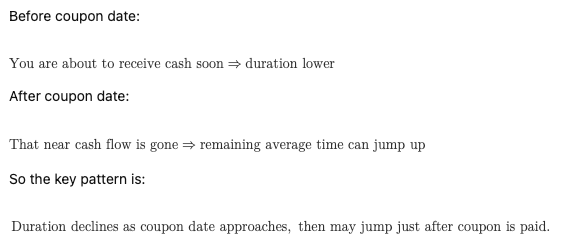 Before coupon date:
You are about to receive cash soon ⇒ duration lower
After coupon date:
That near cash flow is gone ⇒ remaining average time can jump up
So the key pattern is:
Duration declines as coupon date approaches, then may jump just after coupon is paid.